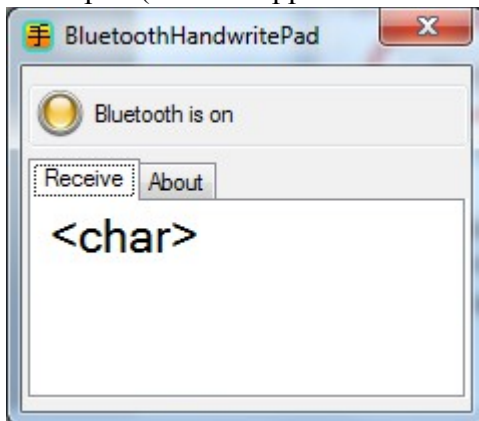 手 BluetoothHandwritePad
Bluetooth is on
Receive About
<char>